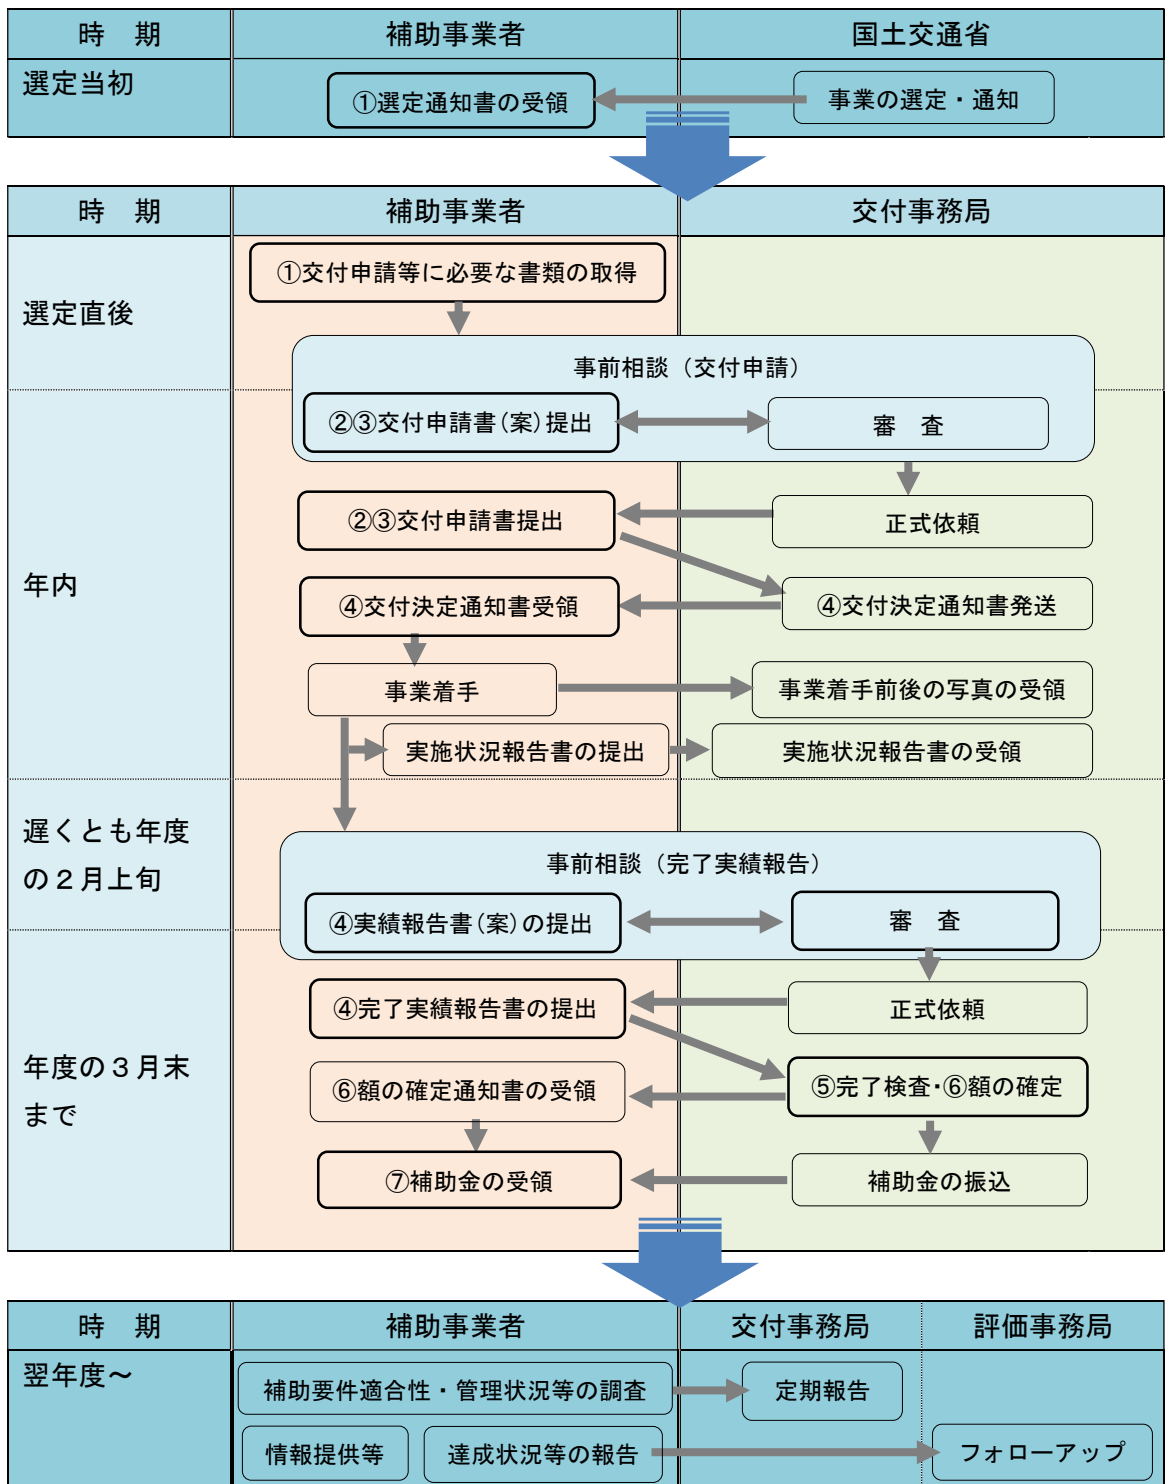 時　期
補助事業者
国土交通省
選定当初
①選定通知書の受領
事業の選定・通知
時　期
補助事業者
交付事務局
選定直後
①交付申請等に必要な書類の取得
事前相談（交付申請）
年内
②③交付申請書（案）提出
審　査
正式依頼
②③交付申請書提出
④交付決定通知書発送
④交付決定通知書受領
事業着手
事業着手前後の写真の受領
実施状況報告書の提出
実施状況報告書の受領
遅くとも年度
の２月上旬
事前相談（完了実績報告）
④実績報告書（案）の提出
審　査
年度の３月末
まで
正式依頼
④完了実績報告書の提出
⑤完了検査・⑥額の確定
⑥額の確定通知書の受領
⑦補助金の受領
補助金の振込
時　期
補助事業者
交付事務局
評価事務局
翌年度～
補助要件適合性・管理状況等の調査
定期報告
情報提供等
達成状況等の報告
フォローアップ